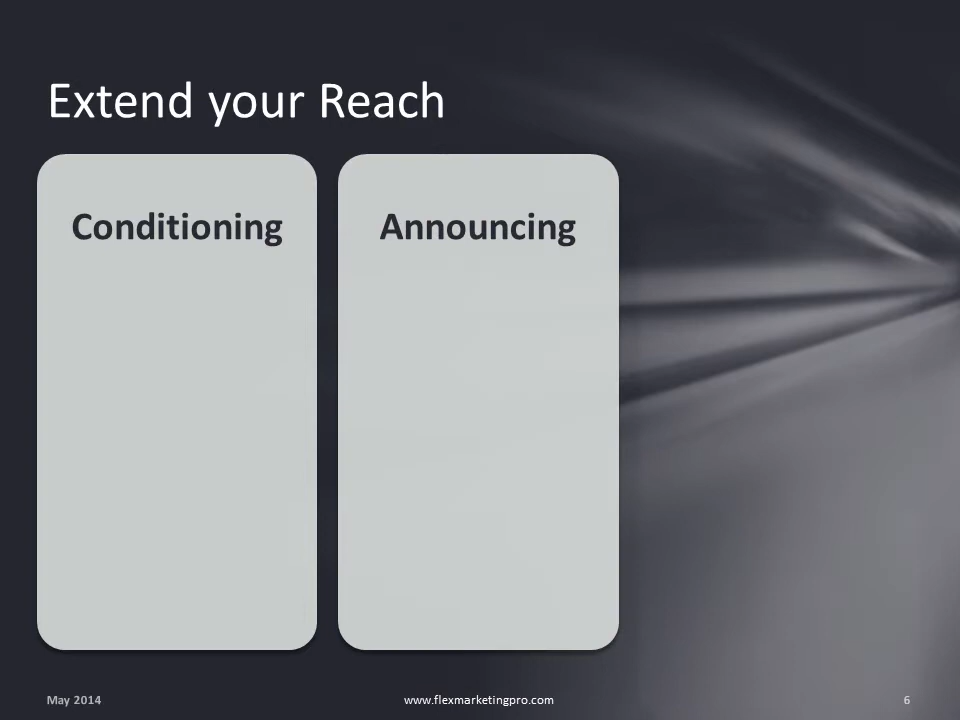 Extend your Reach
Conditioning
Announcing
May 2014
www.flexmarketingpro.com
6